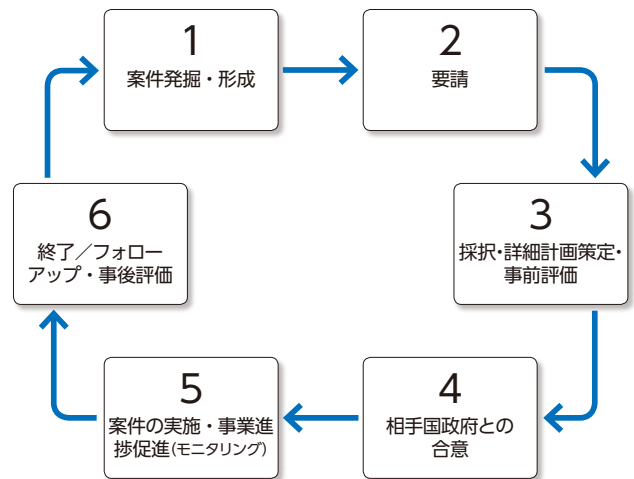 1
案件発掘・形成
2
要請
3
採択・詳細計画策定・
事前評価
4
相手国政府との
合意
5
案件の実施・事業進
捗促進(モニタリング)
6
終了／フォロー
アップ・事後評価